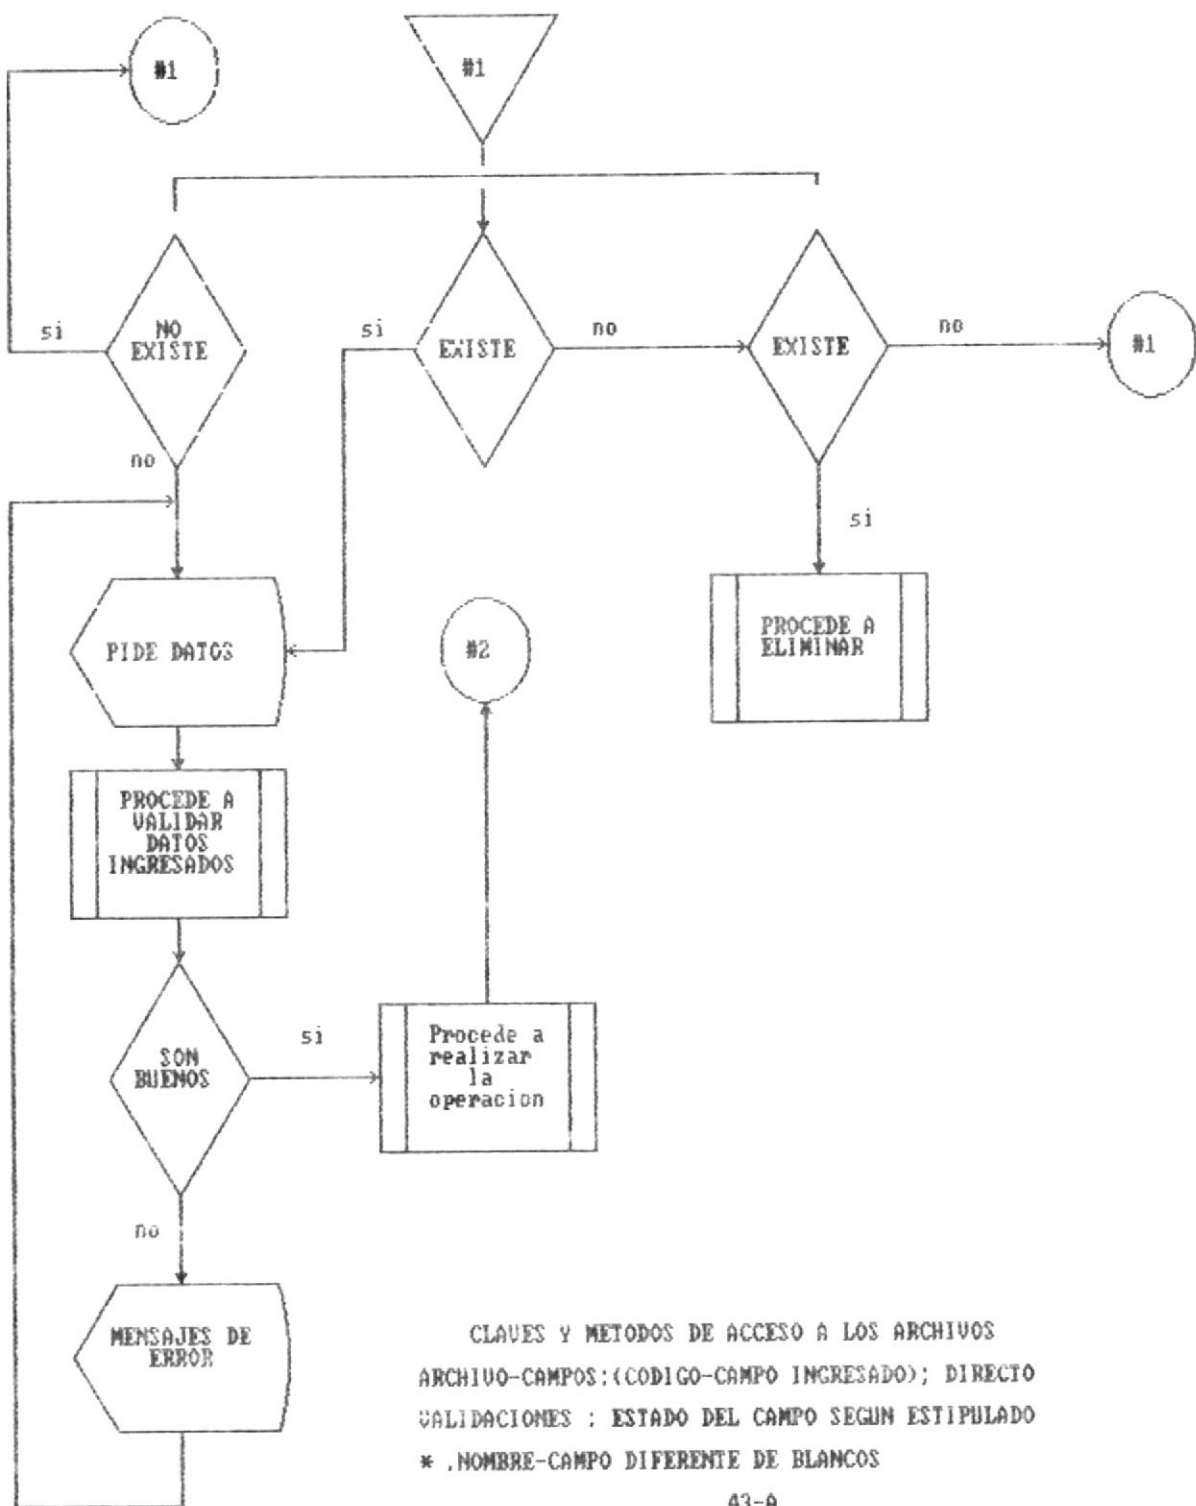 #1
#1
si
NO
EXISTE
si
EXISTE
no
EXISTE
no
#1
no
si
PIDE DATOS
#2
PROCEDE A
ELIMINAR
PROCEDE A
VALIDAR
DATOS
INGRESADOS
SON
BUENOS
si
Procede a
realizar
la
operacion
no
MENSAJES DE
ERROR
CLAVES Y METODOS DE ACCESO A LOS ARCHIVOS
ARCHIVO-CAMPOS:(CODIGO-CAMPO INGRESADO); DIRECTO
VALIDACIONES : ESTADO DEL CAMPO SEGUN ESTIPULADO
* .NOMBRE-CAMPO DIFERENTE DE BLANCOS
43-A